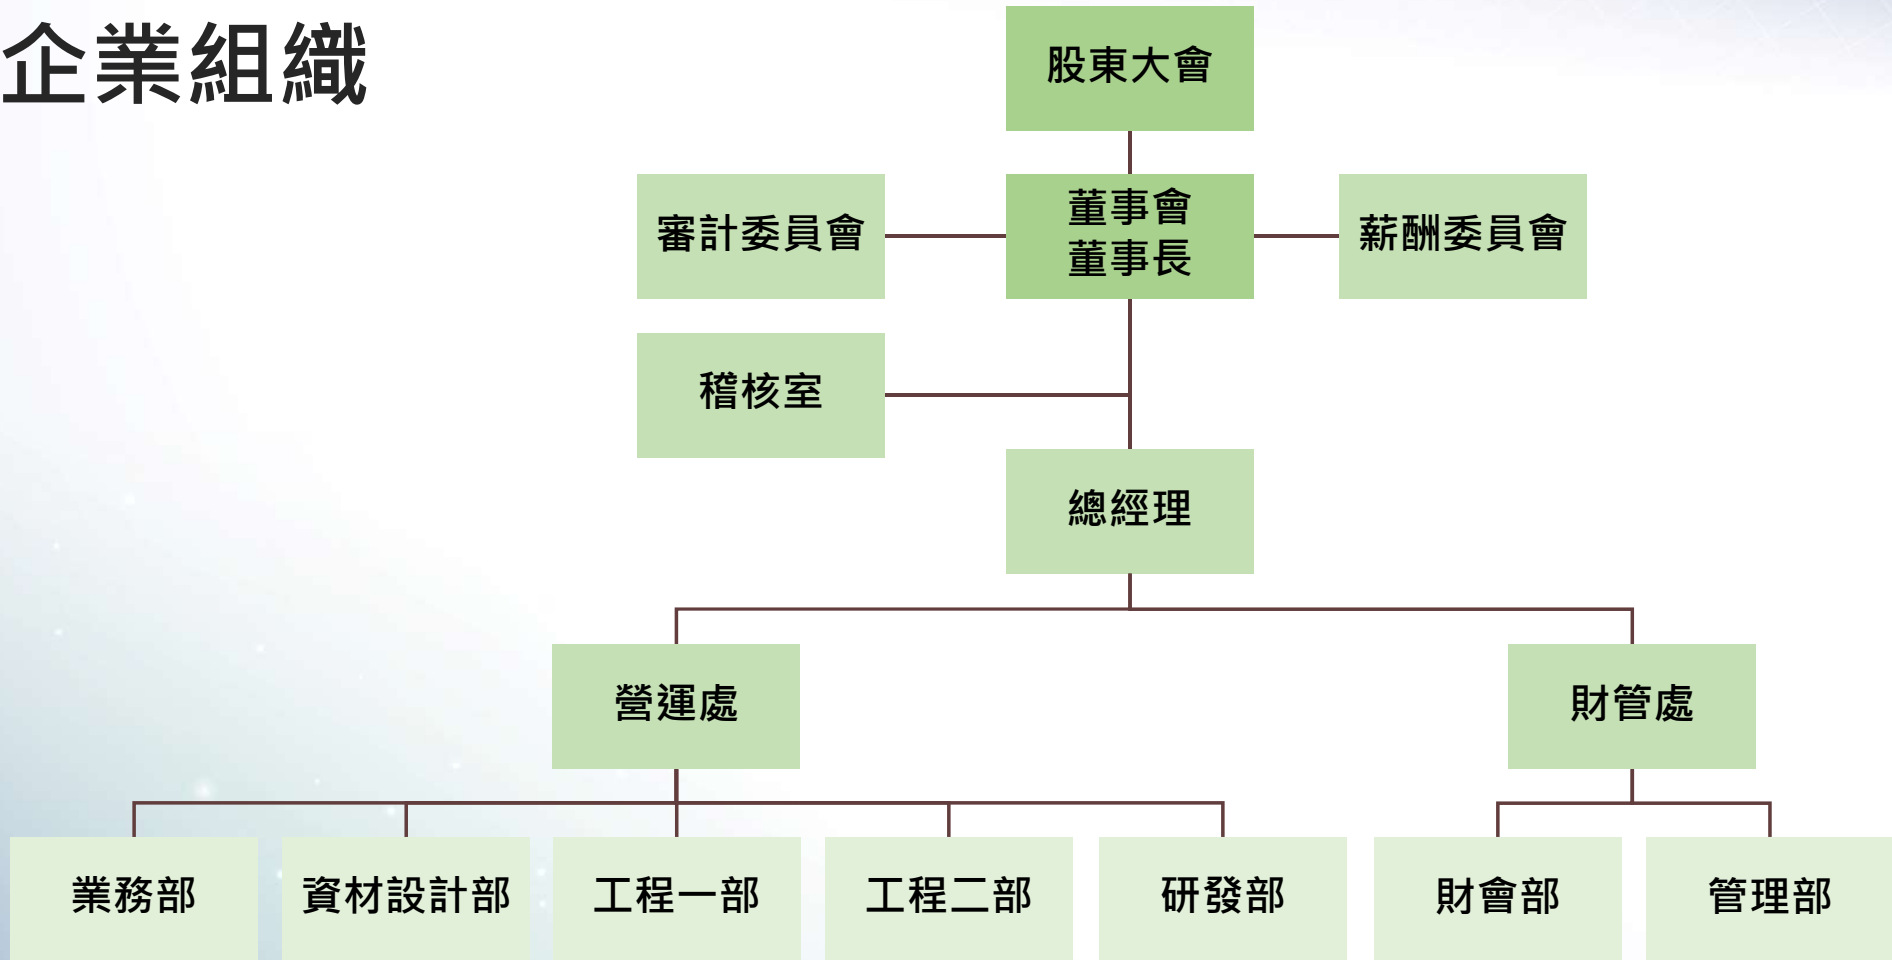 企業組織
股東大會
審計委員會
董事會
董事長
薪酬委員會
稽核室
總經理
營運處
財管處
業務部
資材設計部
工程一部
工程二部
研發部
財會部
管理部